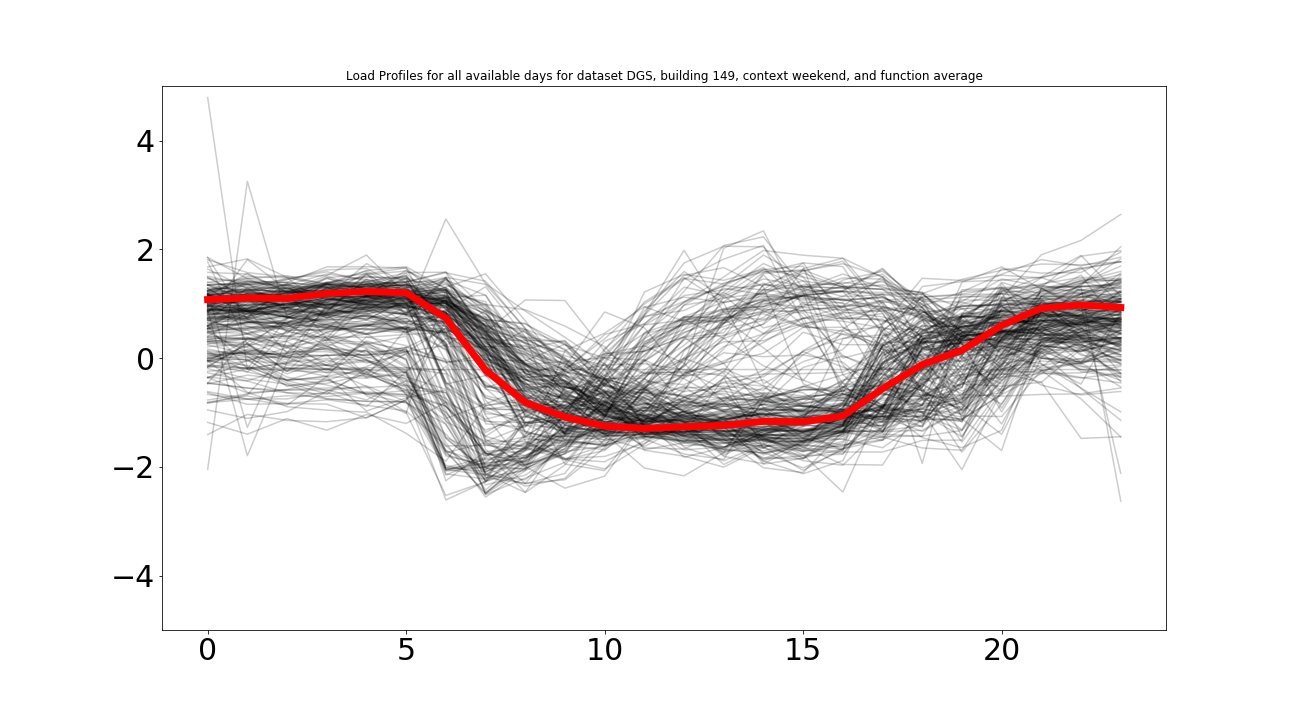 Load Profiles for all available days for dataset DGS, building 149, context weekend, and function average
4
2
0
−2
−4
0 5 10 15 20